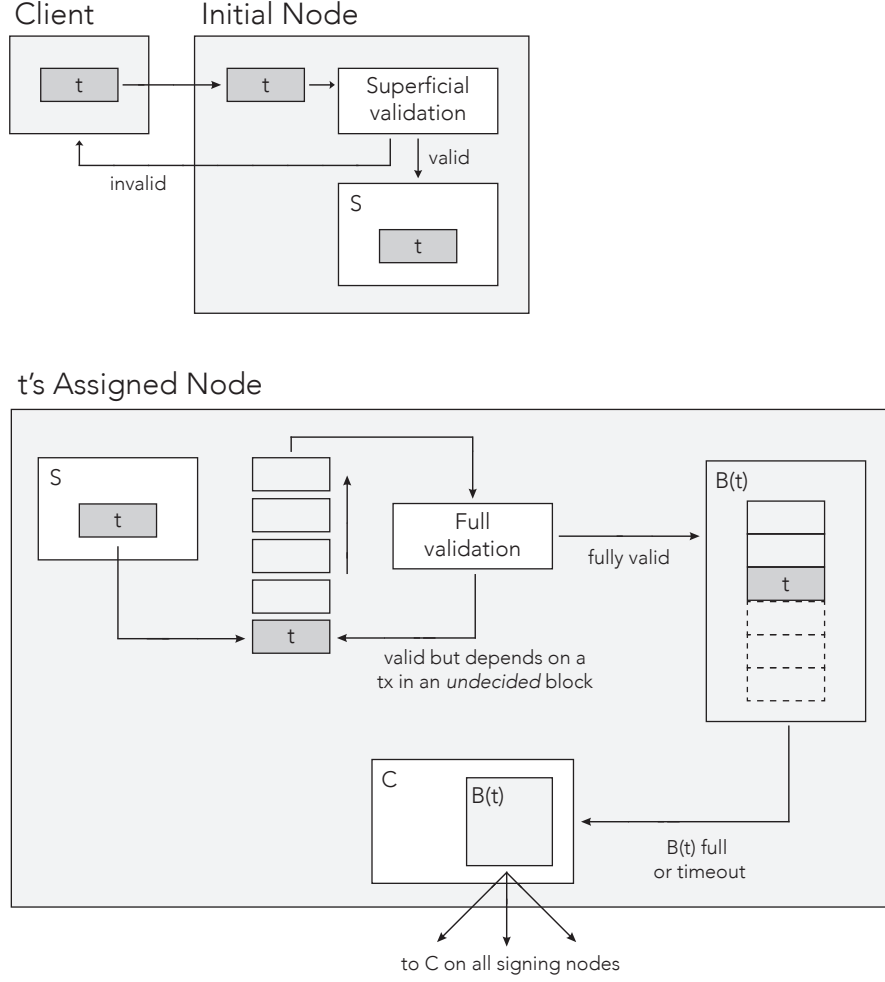 Client
Initial Node
t
t
Superficial
validation
invalid
valid
S
t
t's Assigned Node
S
t
t
Full
validation
fully valid
valid but depends on a
tx in an undecided block
B(t)
t
C
B(t)
B(t) full
or timeout
to C on all signing nodes